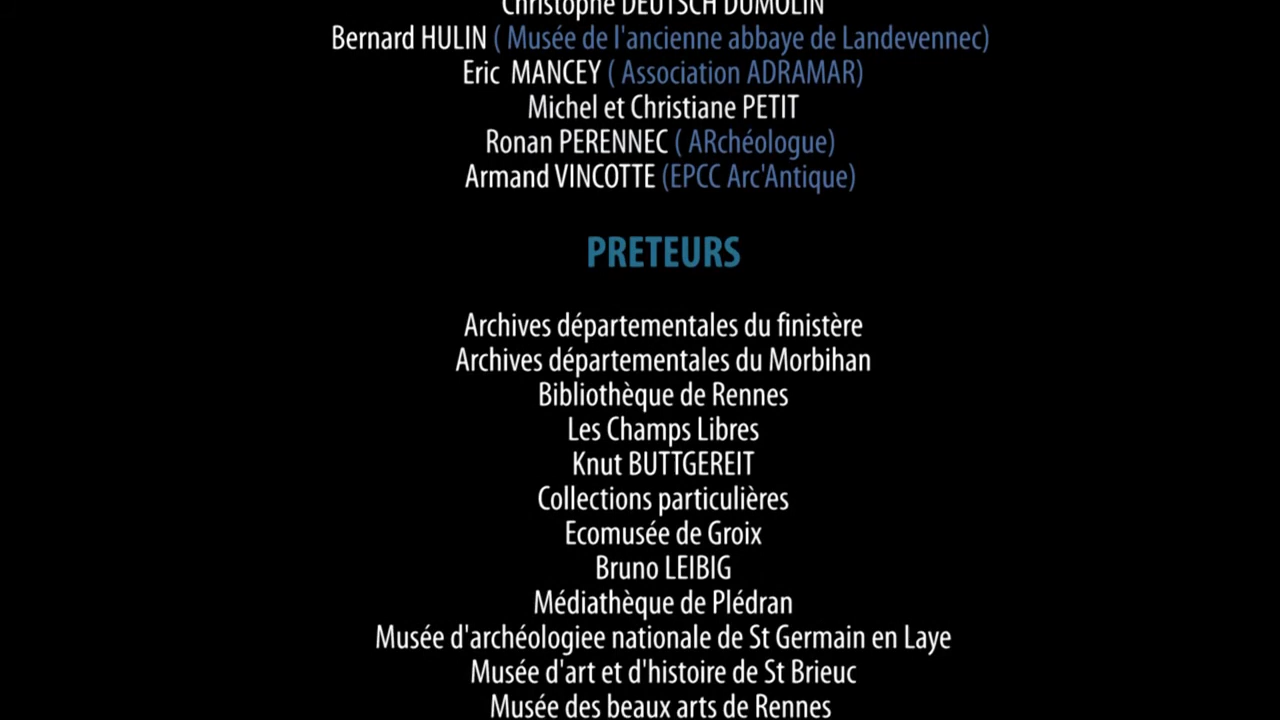 Christophe DEUTSCH DUMOLIN
Bernard HULIN ( Musée de l'ancienne abbaye de Landevennec)
Eric MANCEY ( Association ADRAMAR)
Michel et Christiane PETIT
Ronan PERENNEC ( ARchéologue)
Armand VINCOTTE (EPCC Arc'Antique)
PRETEURS
Archives départementales du finistère
Archives départementales du Morbihan
Bibliothèque de Rennes
Les Champs Libres
Knut BUTTGEREIT
Collections particulières
Ecomusée de Groix
Bruno LEIBIG
Médiathèque de Plédran
Musée d'archéologiee nationale de St Germain en Laye
Musée d'art et d'histoire de St Brieuc
Musée des beaux arts de Rennes